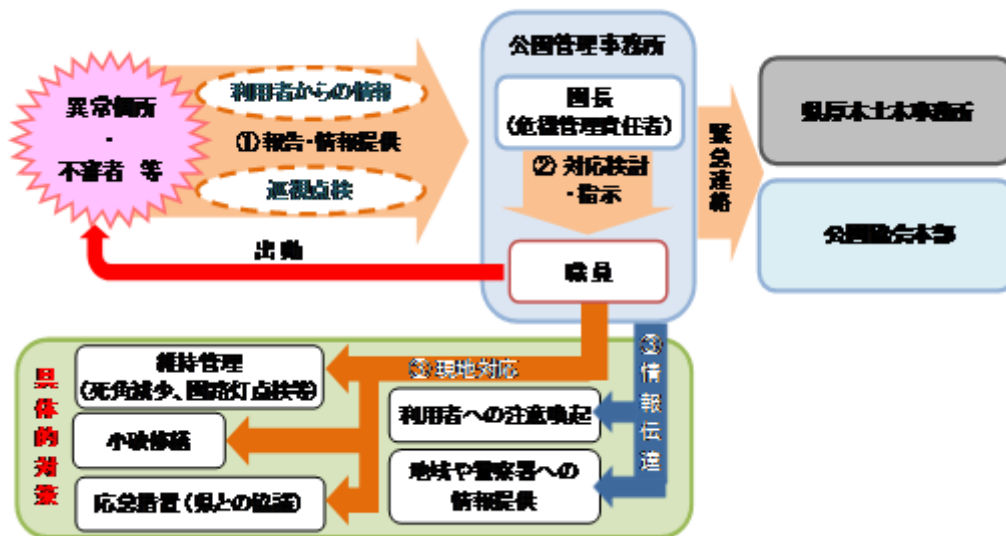 公園管理事務所
異常個所
・
不審者 等
利用者からの情報
①報告・情報提供
巡視点検
園長
(危機管理責任者)
② 対応検討
・指示
職員
出動
緊急連絡
県厚木土木事務所
公園協会本部
具体的対策
維持管理
(死角減少、園路灯点検等)
小破修繕
応急措置(県との協議)
③現地対応
利用者への注意喚起
地域や警察署への
情報提供
③情報伝達